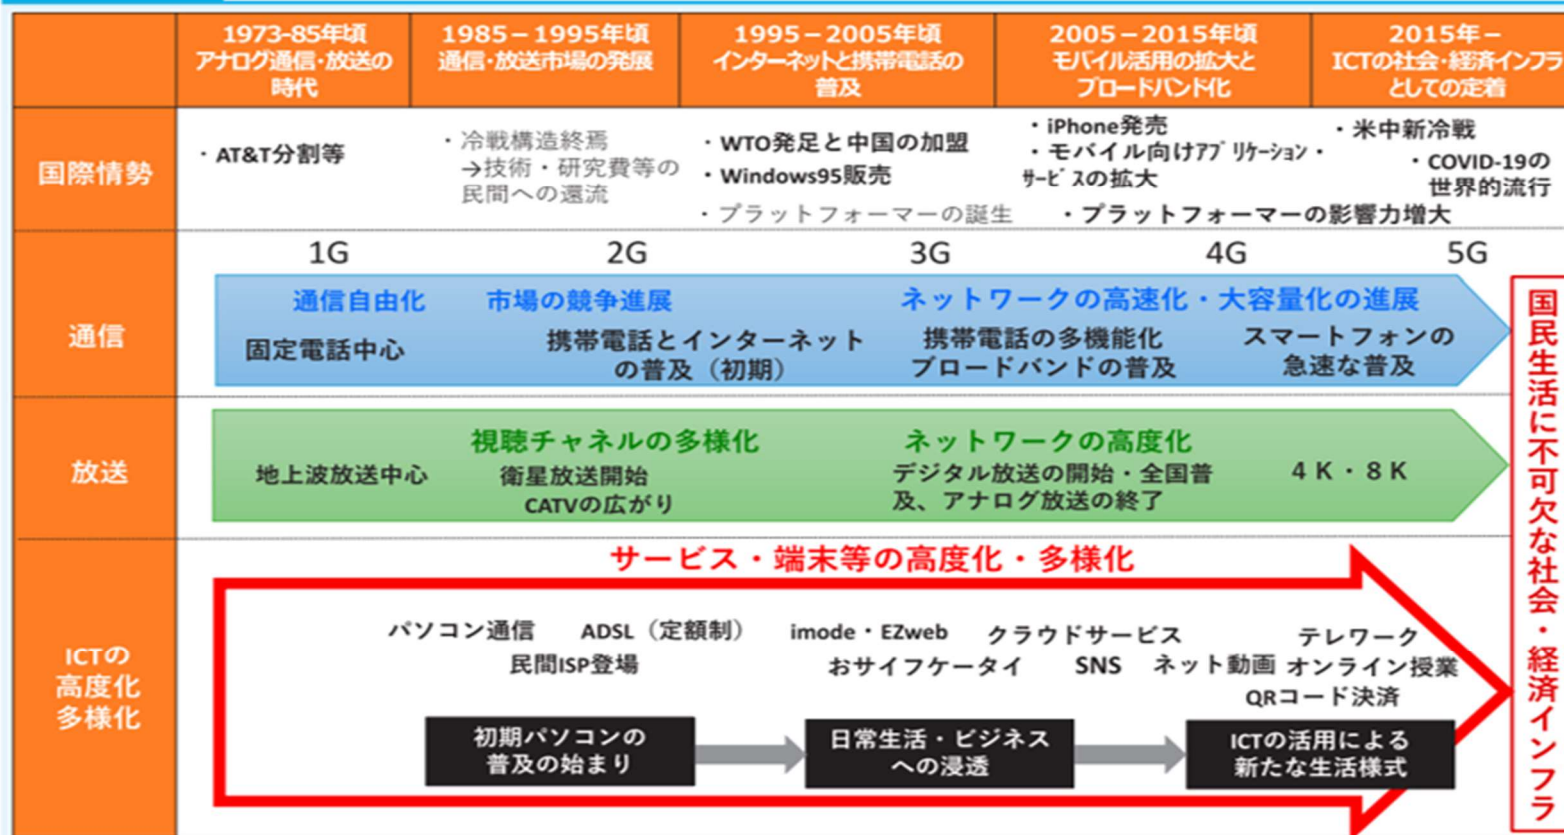 1973-85年頃
アナログ通信・放送の
時代
1985－1995年頃
通信・放送市場の発展
1995－2005年頃
インターネットと携帯電話の
普及
2005－2015年頃
モバイル活用の拡大と
ブロードバンド化
2015年－
ICTの社会・経済インフラ
としての定着
国際情勢
・AT&T分割等
・冷戦構造終焉
→技術・研究費等の
民間への還流
・WTO発足と中国の加盟
・Windows95販売
・プラットフォーマーの誕生
・iPhone発売
・モバイル向けｱﾌﾟﾘｹｰｼｮﾝ・
ｻｰﾋﾞｽの拡大
・プラットフォーマーの影響力増大
・米中新冷戦
・COVID-19の
世界的流行
通信
1G
2G
3G
4G
5G
通信自由化
市場の競争進展
ネットワークの高速化・大容量化の進展
固定電話中心
携帯電話とインターネット
の普及（初期）
携帯電話の多機能化
ブロードバンドの普及
スマートフォンの
急速な普及
放送
視聴チャネルの多様化
ネットワークの高度化
地上波放送中心
衛星放送開始
CATVの広がり
デジタル放送の開始・全国普
及、アナログ放送の終了
４Ｋ・８Ｋ
ICTの
高度化
多様化
サービス・端末等の高度化・多様化
パソコン通信
ADSL（定額制）
imode・EZweb
クラウドサービス
テレワーク
民間ISP登場
おサイフケータイ
SNS
ネット動画
オンライン授業
QRコード決済
初期パソコンの
普及の始まり
日常生活・ビジネス
への浸透
ICTの活用による
新たな生活様式
国民生活に不可欠な社会・経済インフラ